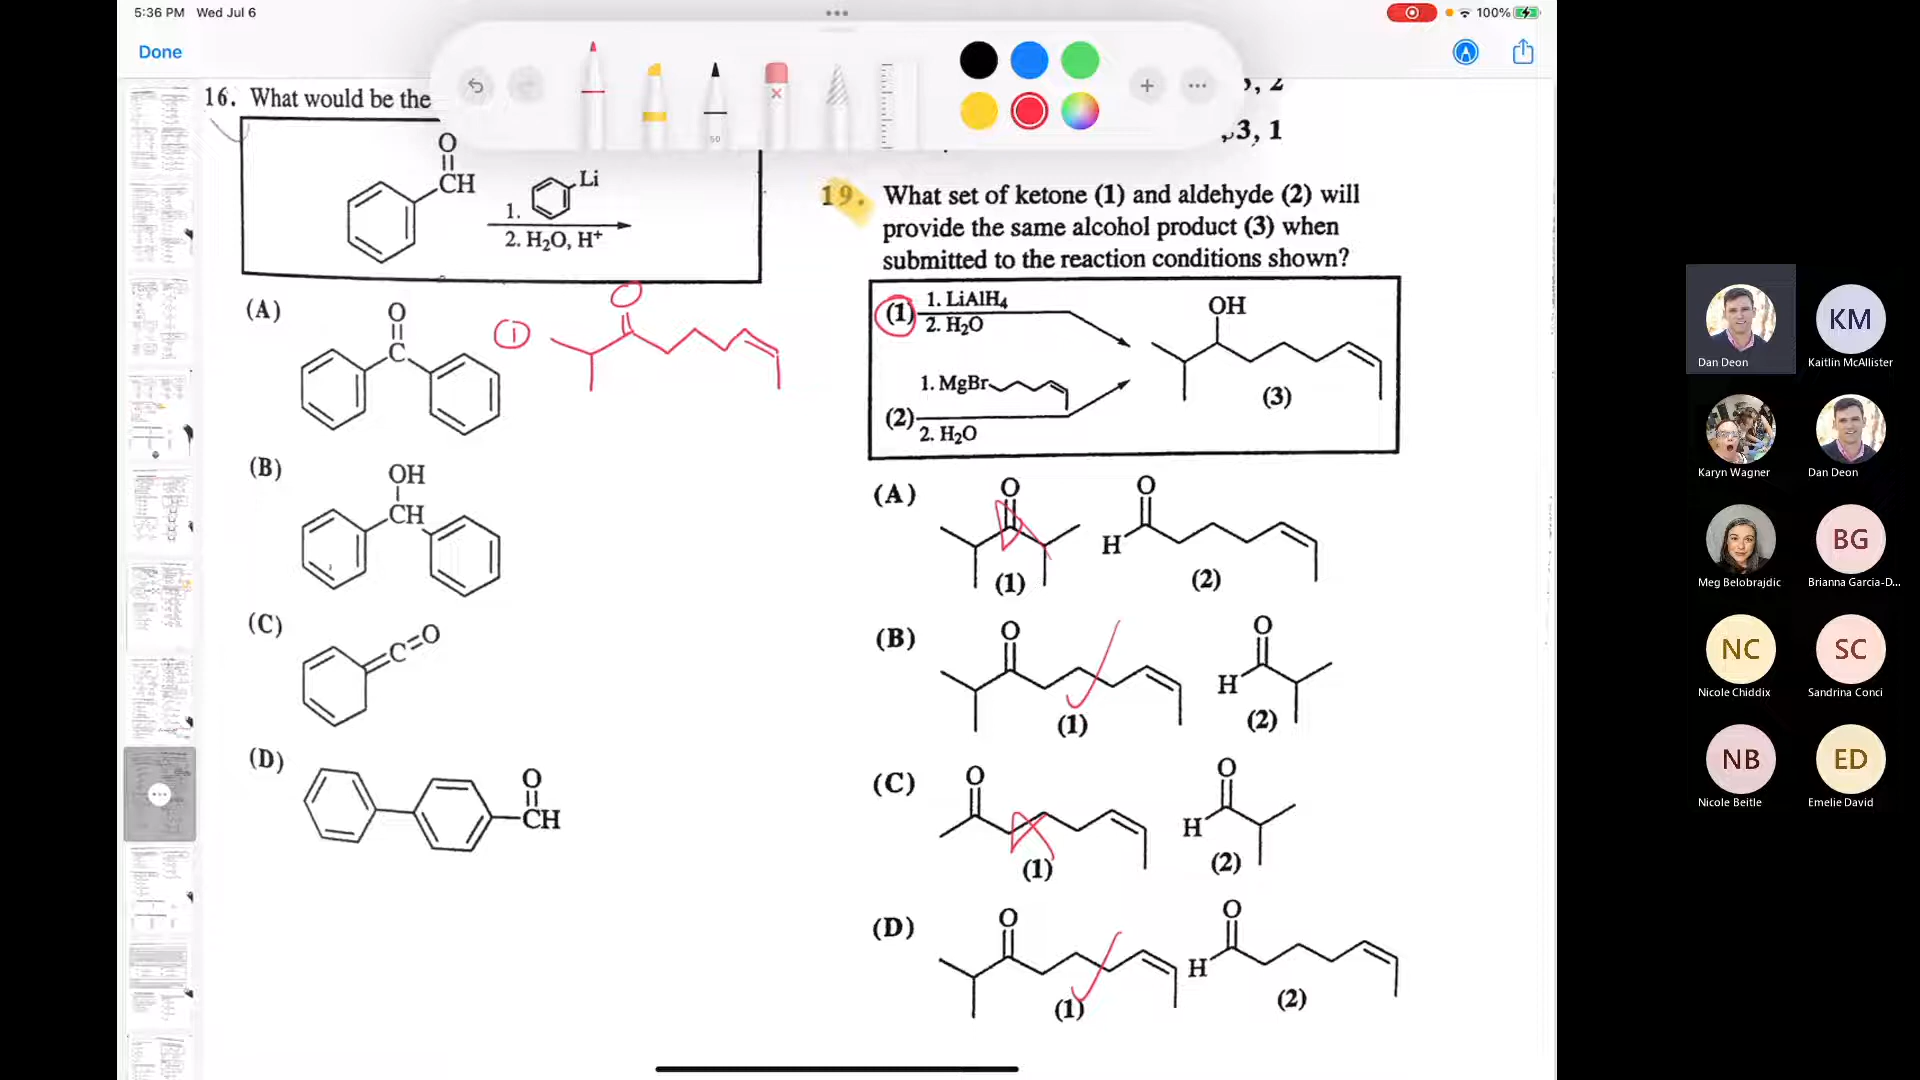 5:36 PM Wed Jul 6
100%
Done
50
16. What would be the
O
CH
Li
1.
2. H₂O, H⁺
(A)
O
C
(B)
OH
CH
(C)
C
O
(D)
O
CH
1
O
, 2
3, 1
19. What set of ketone (1) and aldehyde (2) will
provide the same alcohol product (3) when
submitted to the reaction conditions shown?
(1) 1. LiAlH₄
2. H₂O
OH
1. MgBr
(2)
2. H₂O
(3)
(A)
O
O
H
(1)
(2)
(B)
O
O
H
(1)
(2)
(C)
O
O
H
(1)
(2)
(D)
O
O
H
(1)
(2)
Dan Deon
KM
Kaitlin McAllister
Karyn Wagner
Dan Deon
Meg Belobrajdic
BG
Brianna Garcia-D...
NC
Nicole Chiddix
SC
Sandrina Conci
NB
Nicole Beitle
ED
Emelie David